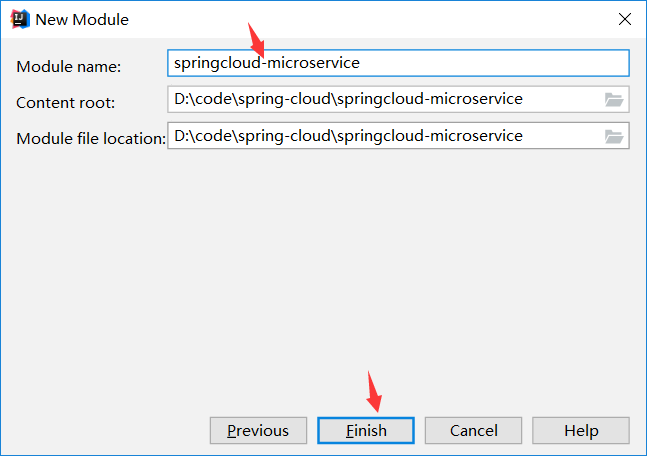 New Module
Module name: springcloud-microservice
Content root: D:\code\spring-cloud\springcloud-microservice
Module file location: D:\code\spring-cloud\springcloud-microservice
Previous Finish Cancel Help